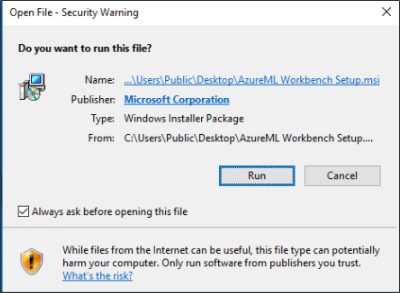 Open File - Security Warning
Do you want to run this file?
Name: ...\Users\Public\Desktop\AzureML Workbench Setup.msi
Publisher: Microsoft Corporation
Type: Windows Installer Package
From: C:\Users\Public\Desktop\AzureML Workbench Setup....
Run Cancel
Always ask before opening this file
While files from the Internet can be useful, this file type can potentially
harm your computer. Only run software from publishers you trust.
What's the risk?